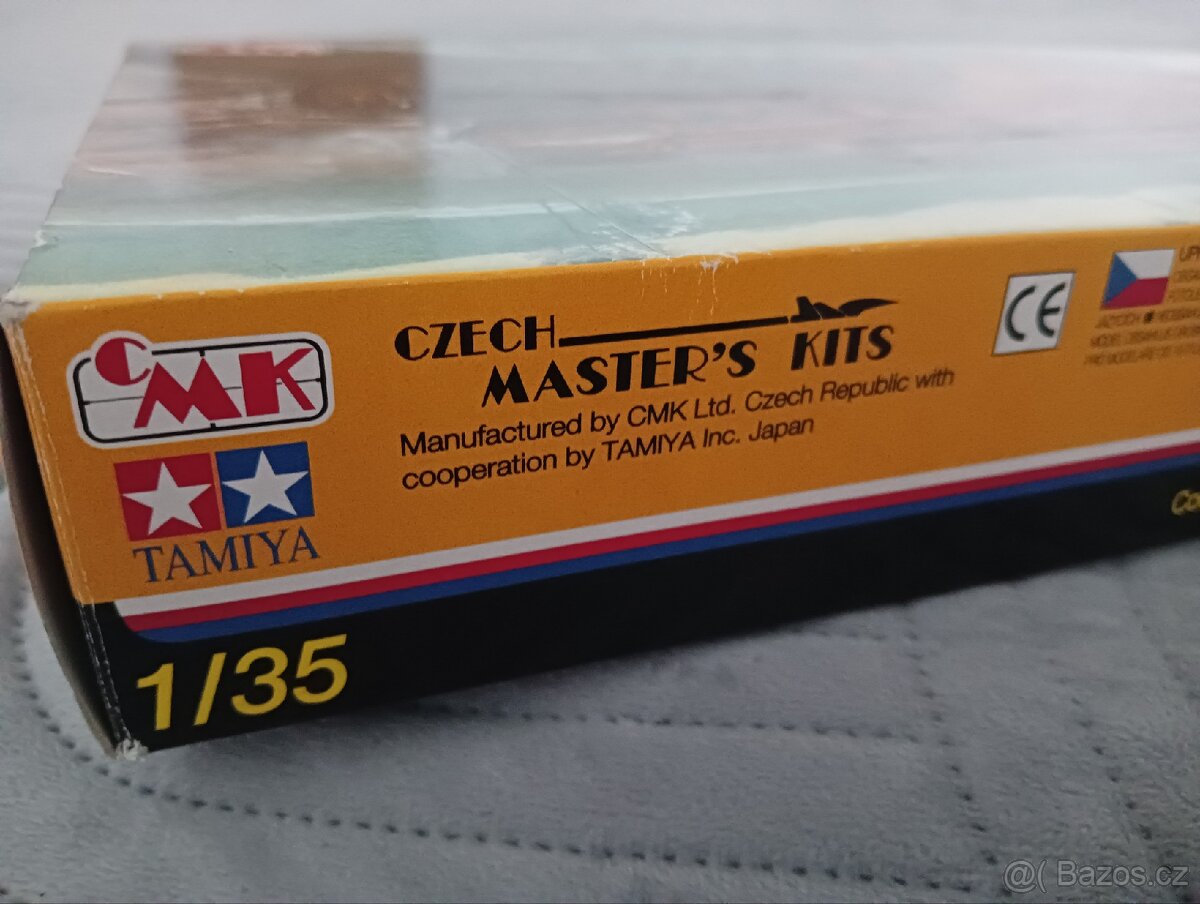 CMK
TAMIYA
1/35
CZECH
MASTER'S KITS
Manufactured by CMK Ltd. Czech Republic with
cooperation by TAMIYA Inc. Japan
CE
@( Bazos.cz